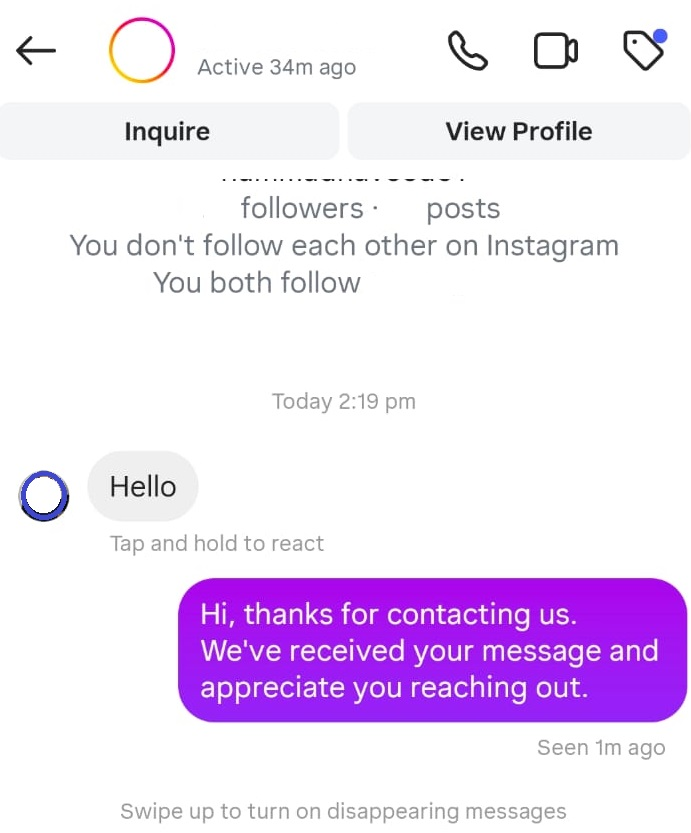 Active 34m ago
Inquire
View Profile
followers · posts
You don't follow each other on Instagram
You both follow
Today 2:19 pm
Hello
Tap and hold to react
Hi, thanks for contacting us.
We've received your message and
appreciate you reaching out.
Seen 1m ago
Swipe up to turn on disappearing messages